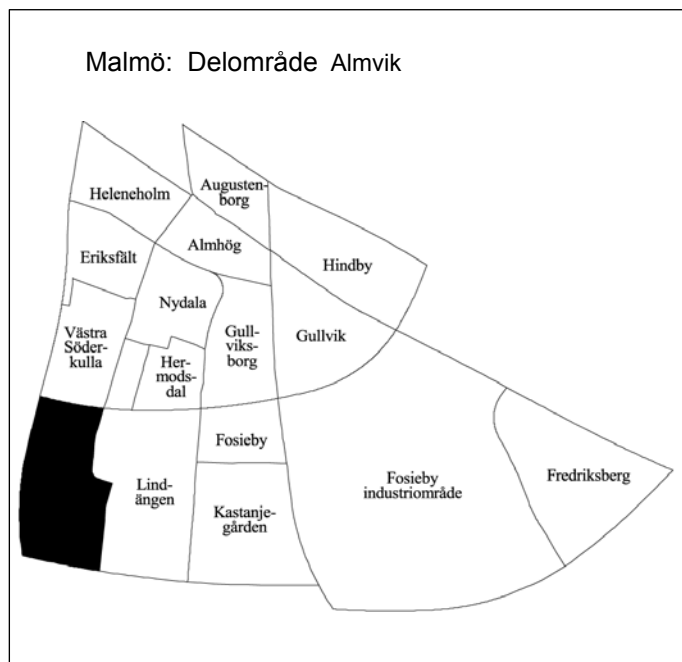 Malmö: Delområde Almvik
Heleneholm
Augusten-
borg
Almhög
Eriksfält
Hindby
Nydala
Västra
Söder-
kulla
Gull-
viks-
borg
Gullvik
Her-
mods-
dal
Fosieby
Lind-
ängen
Kastanje-
gården
Fosieby
industriområde
Fredriksberg